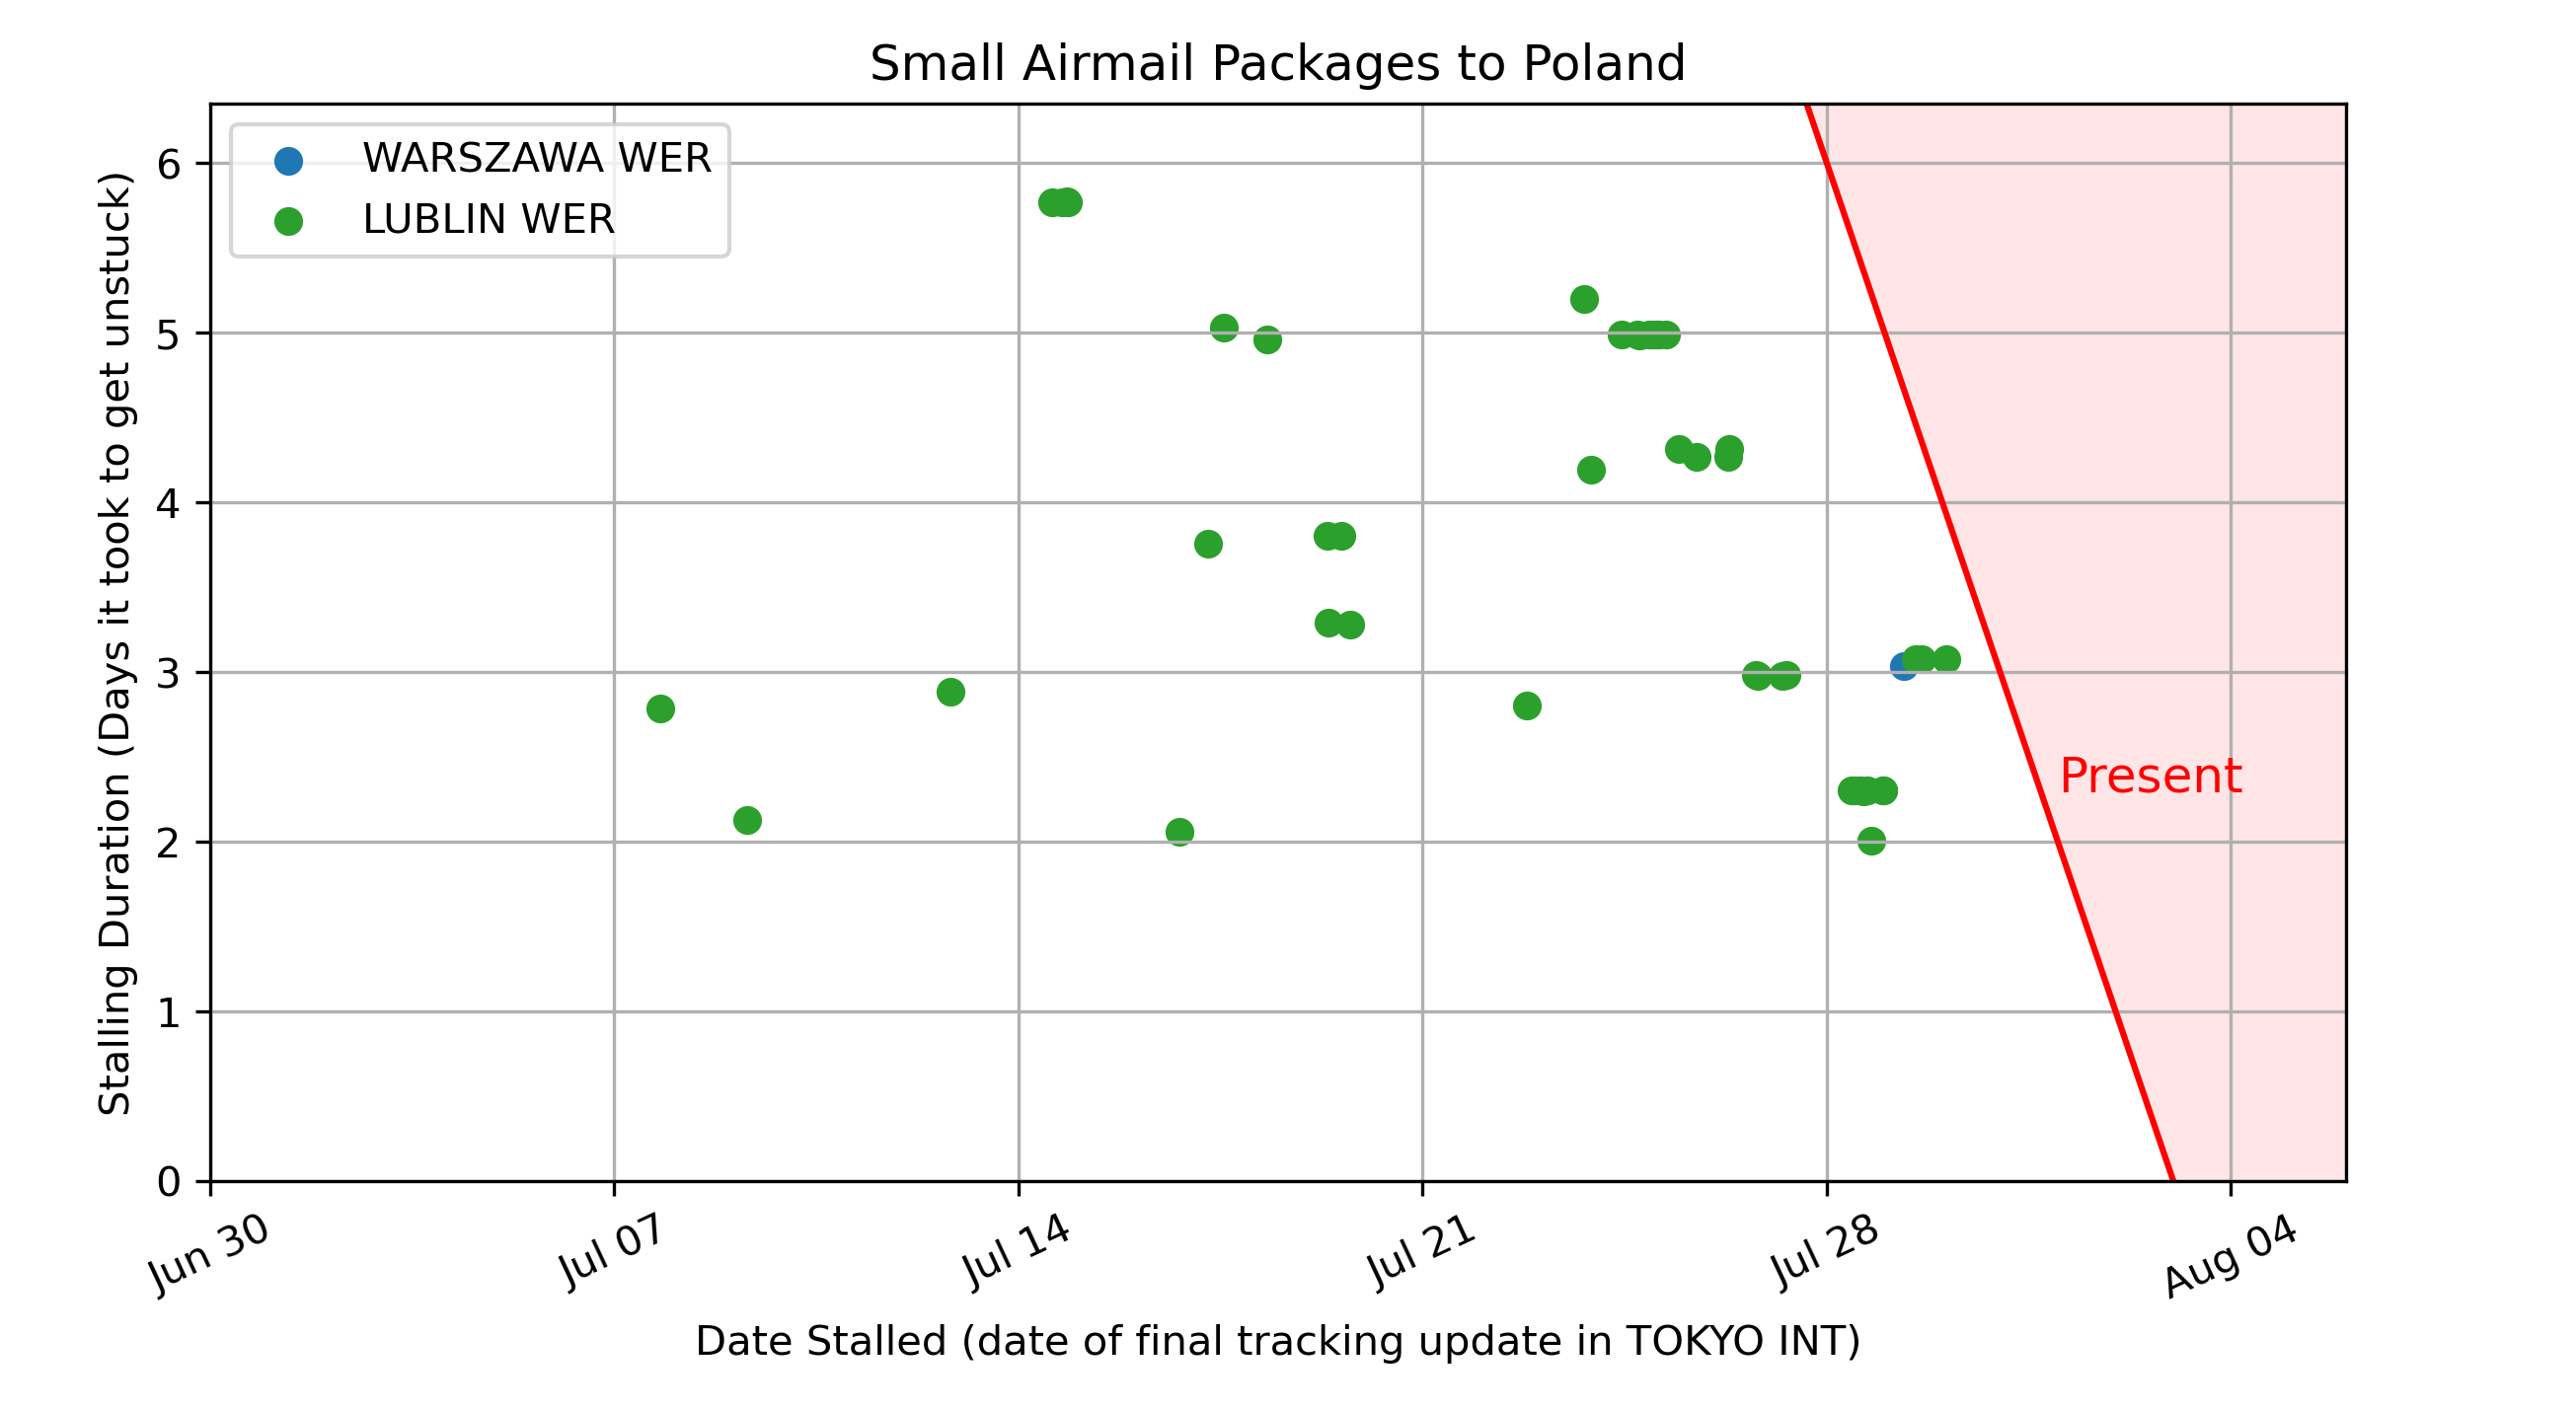 Small Airmail Packages to Poland
WARSZAWA WER
LUBLIN WER
Stalling Duration (Days it took to get unstuck)
6
5
4
3
2
1
0
Present
Jun 30
Jul 07
Jul 14
Jul 21
Jul 28
Aug 04
Date Stalled (date of final tracking update in TOKYO INT)